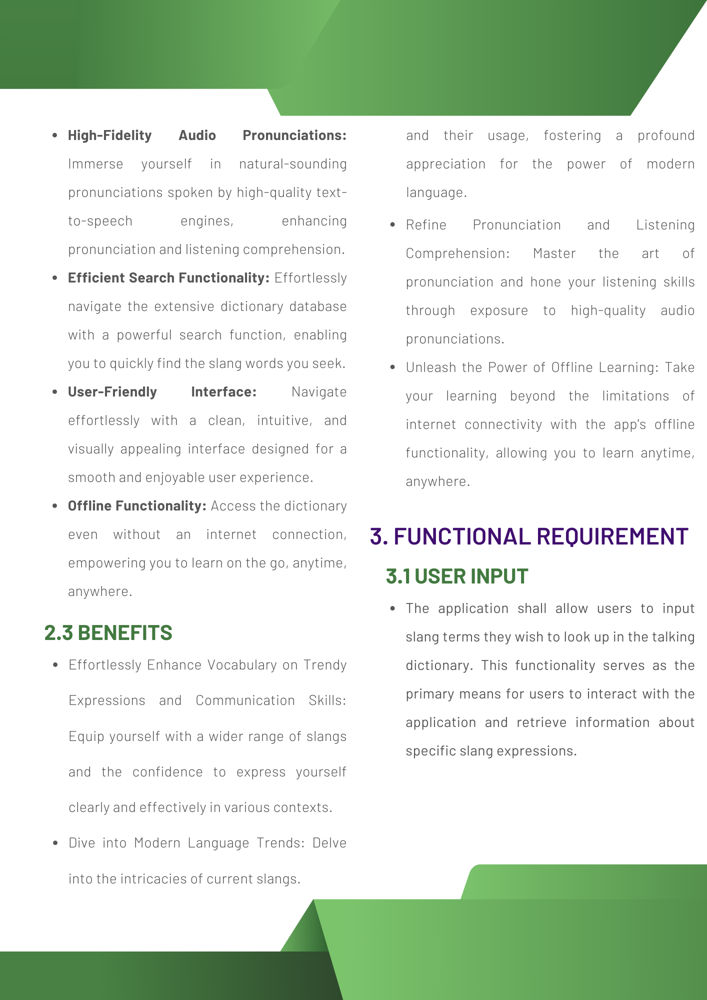 • High-Fidelity Audio Pronunciations:
Immerse yourself in natural-sounding
pronunciations spoken by high-quality text-
to-speech engines, enhancing
pronunciation and listening comprehension.
• Efficient Search Functionality: Effortlessly
navigate the extensive dictionary database
with a powerful search function, enabling
you to quickly find the slang words you seek.
• User-Friendly Interface: Navigate
effortlessly with a clean, intuitive, and
visually appealing interface designed for a
smooth and enjoyable user experience.
• Offline Functionality: Access the dictionary
even without an internet connection,
empowering you to learn on the go, anytime,
anywhere.
2.3 BENEFITS
• Effortlessly Enhance Vocabulary on Trendy
Expressions and Communication Skills:
Equip yourself with a wider range of slangs
and the confidence to express yourself
clearly and effectively in various contexts.
• Dive into Modern Language Trends: Delve
into the intricacies of current slangs.
and their usage, fostering a profound
appreciation for the power of modern
language.
• Refine Pronunciation and Listening
Comprehension: Master the art of
pronunciation and hone your listening skills
through exposure to high-quality audio
pronunciations.
• Unleash the Power of Offline Learning: Take
your learning beyond the limitations of
internet connectivity with the app's offline
functionality, allowing you to learn anytime,
anywhere.
3. FUNCTIONAL REQUIREMENT
3.1 USER INPUT
• The application shall allow users to input
slang terms they wish to look up in the talking
dictionary. This functionality serves as the
primary means for users to interact with the
application and retrieve information about
specific slang expressions.